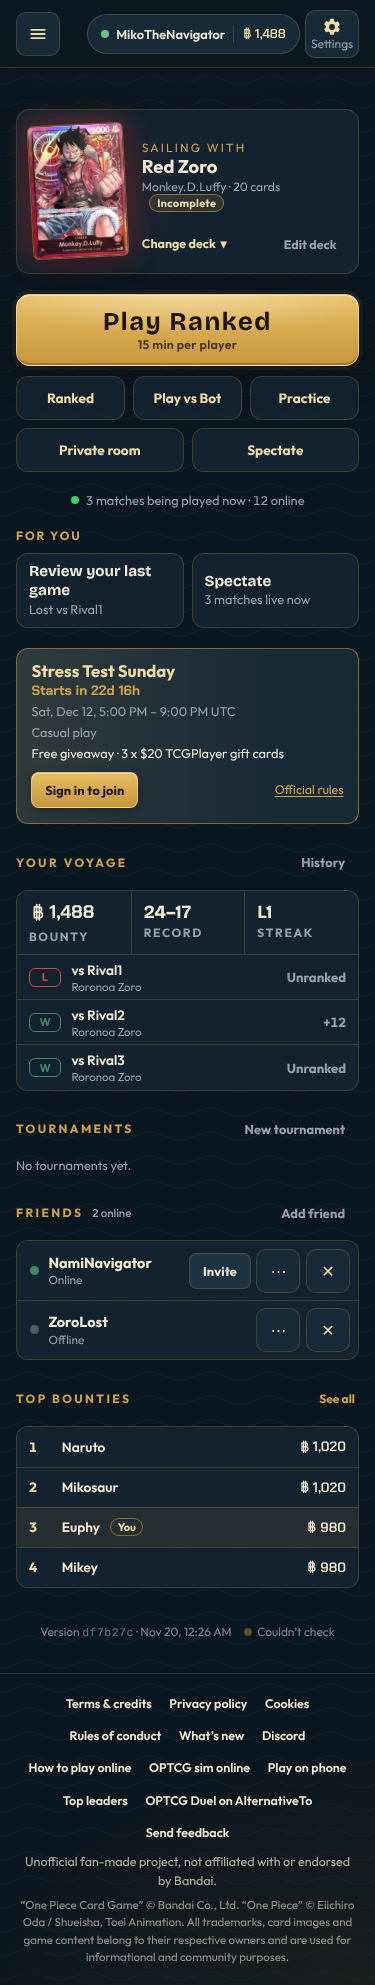 MikoTheNavigator
฿ 1,488
Settings
5000
SAILING WITH
Red Zoro
Monkey.D.Luffy · 20 cards
Incomplete
Monkey.D.Luffy
Change deck ▾
Edit deck
Play Ranked
15 min per player
Ranked
Play vs Bot
Practice
Private room
Spectate
3 matches being played now · 12 online
FOR YOU
Review your last
game
Lost vs Rival1
Spectate
3 matches live now
Stress Test Sunday
Starts in 22d 16h
Sat, Dec 12, 5:00 PM – 9:00 PM UTC
Casual play
Free giveaway · 3 x $20 TCGPlayer gift cards
Sign in to join
Official rules
YOUR VOYAGE
History
฿ 1,488
BOUNTY
24–17
RECORD
L1
STREAK
L
vs Rival1
Roronoa Zoro
Unranked
W
vs Rival2
Roronoa Zoro
+12
W
vs Rival3
Roronoa Zoro
Unranked
TOURNAMENTS
New tournament
No tournaments yet.
FRIENDS
2 online
Add friend
NamiNavigator
Online
Invite
⋯
✕
ZoroLost
Offline
⋯
✕
TOP BOUNTIES
See all
1 Naruto ฿ 1,020
2 Mikosaur ฿ 1,020
3 Euphy You ฿ 980
4 Mikey ฿ 980
Version df7b27c · Nov 20, 12:26 AM
Couldn't check
Terms & credits Privacy policy Cookies
Rules of conduct What's new Discord
How to play online OPTCG sim online Play on phone
Top leaders OPTCG Duel on AlternativeTo
Send feedback
Unofficial fan-made project, not affiliated with or endorsed
by Bandai.
“One Piece Card Game” © Bandai Co., Ltd. “One Piece” © Eiichiro
Oda / Shueisha, Toei Animation. All trademarks, card images and
game content belong to their respective owners and are used for
informational and community purposes.